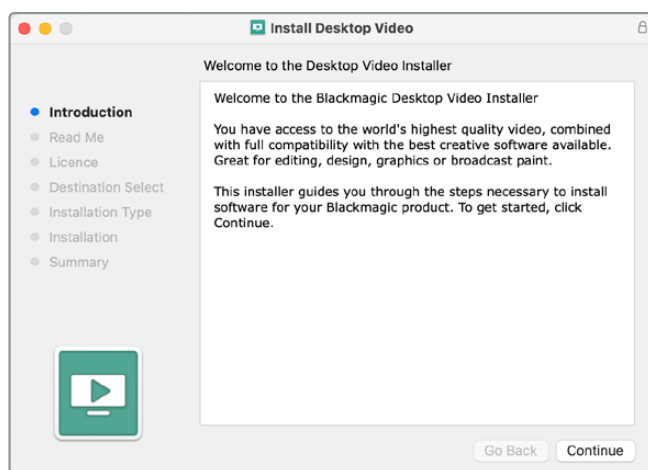 Install Desktop Video
Welcome to the Desktop Video Installer
Introduction
Read Me
Licence
Destination Select
Installation Type
Installation
Summary
Welcome to the Blackmagic Desktop Video Installer
You have access to the world's highest quality video, combined
with full compatibility with the best creative software available.
Great for editing, design, graphics or broadcast paint.
This installer guides you through the steps necessary to install
software for your Blackmagic product. To get started, click
Continue.
Go Back
Continue